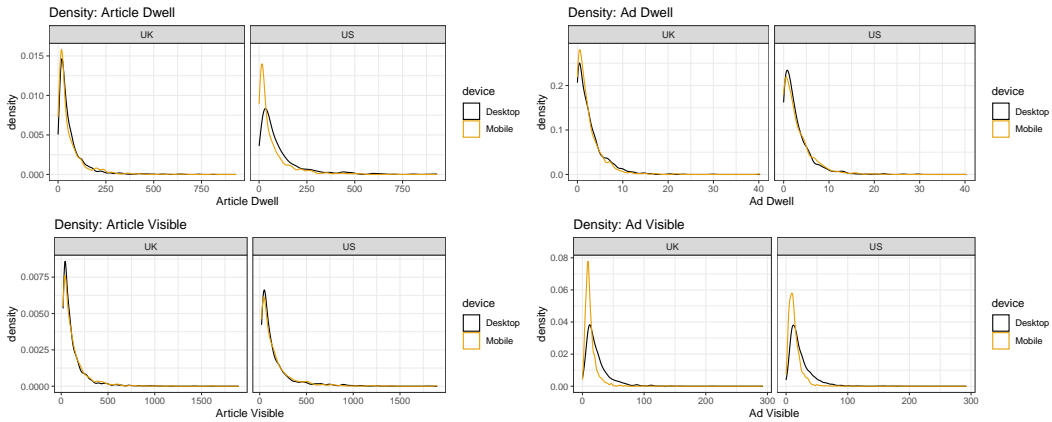 Density: Article Dwell
UK
US
density
0.015
0.010
0.005
0.000
0
250
500
750
0
250
500
750
Article Dwell
device
Desktop
Mobile
Density: Ad Dwell
UK
US
density
0.2
0.1
0.0
0
10
20
30
40
0
10
20
30
40
Ad Dwell
device
Desktop
Mobile
Density: Article Visible
UK
US
density
0.0075
0.0050
0.0025
0.0000
0
500
1000
1500
0
500
1000
1500
Article Visible
device
Desktop
Mobile
Density: Ad Visible
UK
US
density
0.08
0.06
0.04
0.02
0.00
0
100
200
300
0
100
200
300
Ad Visible
device
Desktop
Mobile